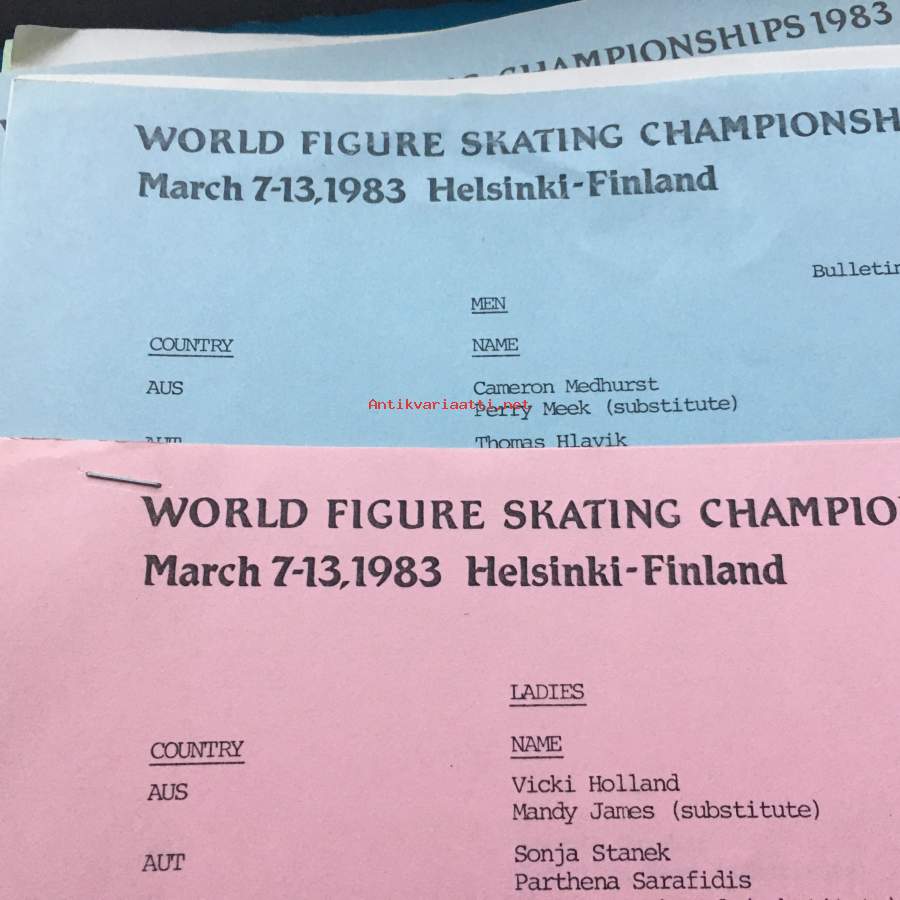 CHAMPIONSHIPS 1983
WORLD FIGURE SKATING CHAMPIONSH
March 7-13, 1983 Helsinki-Finland
Bulletin
MEN
COUNTRY NAME
AUS Cameron Medhurst
Perry Meek (substitute)
Antikvariaatti.net
AUT Thomas Hlavik
WORLD FIGURE SKATING CHAMPIO
March 7-13, 1983 Helsinki-Finland
LADIES
COUNTRY NAME
AUS Vicki Holland
Mandy James (substitute)
AUT Sonja Stanek
Parthena Sarafidis